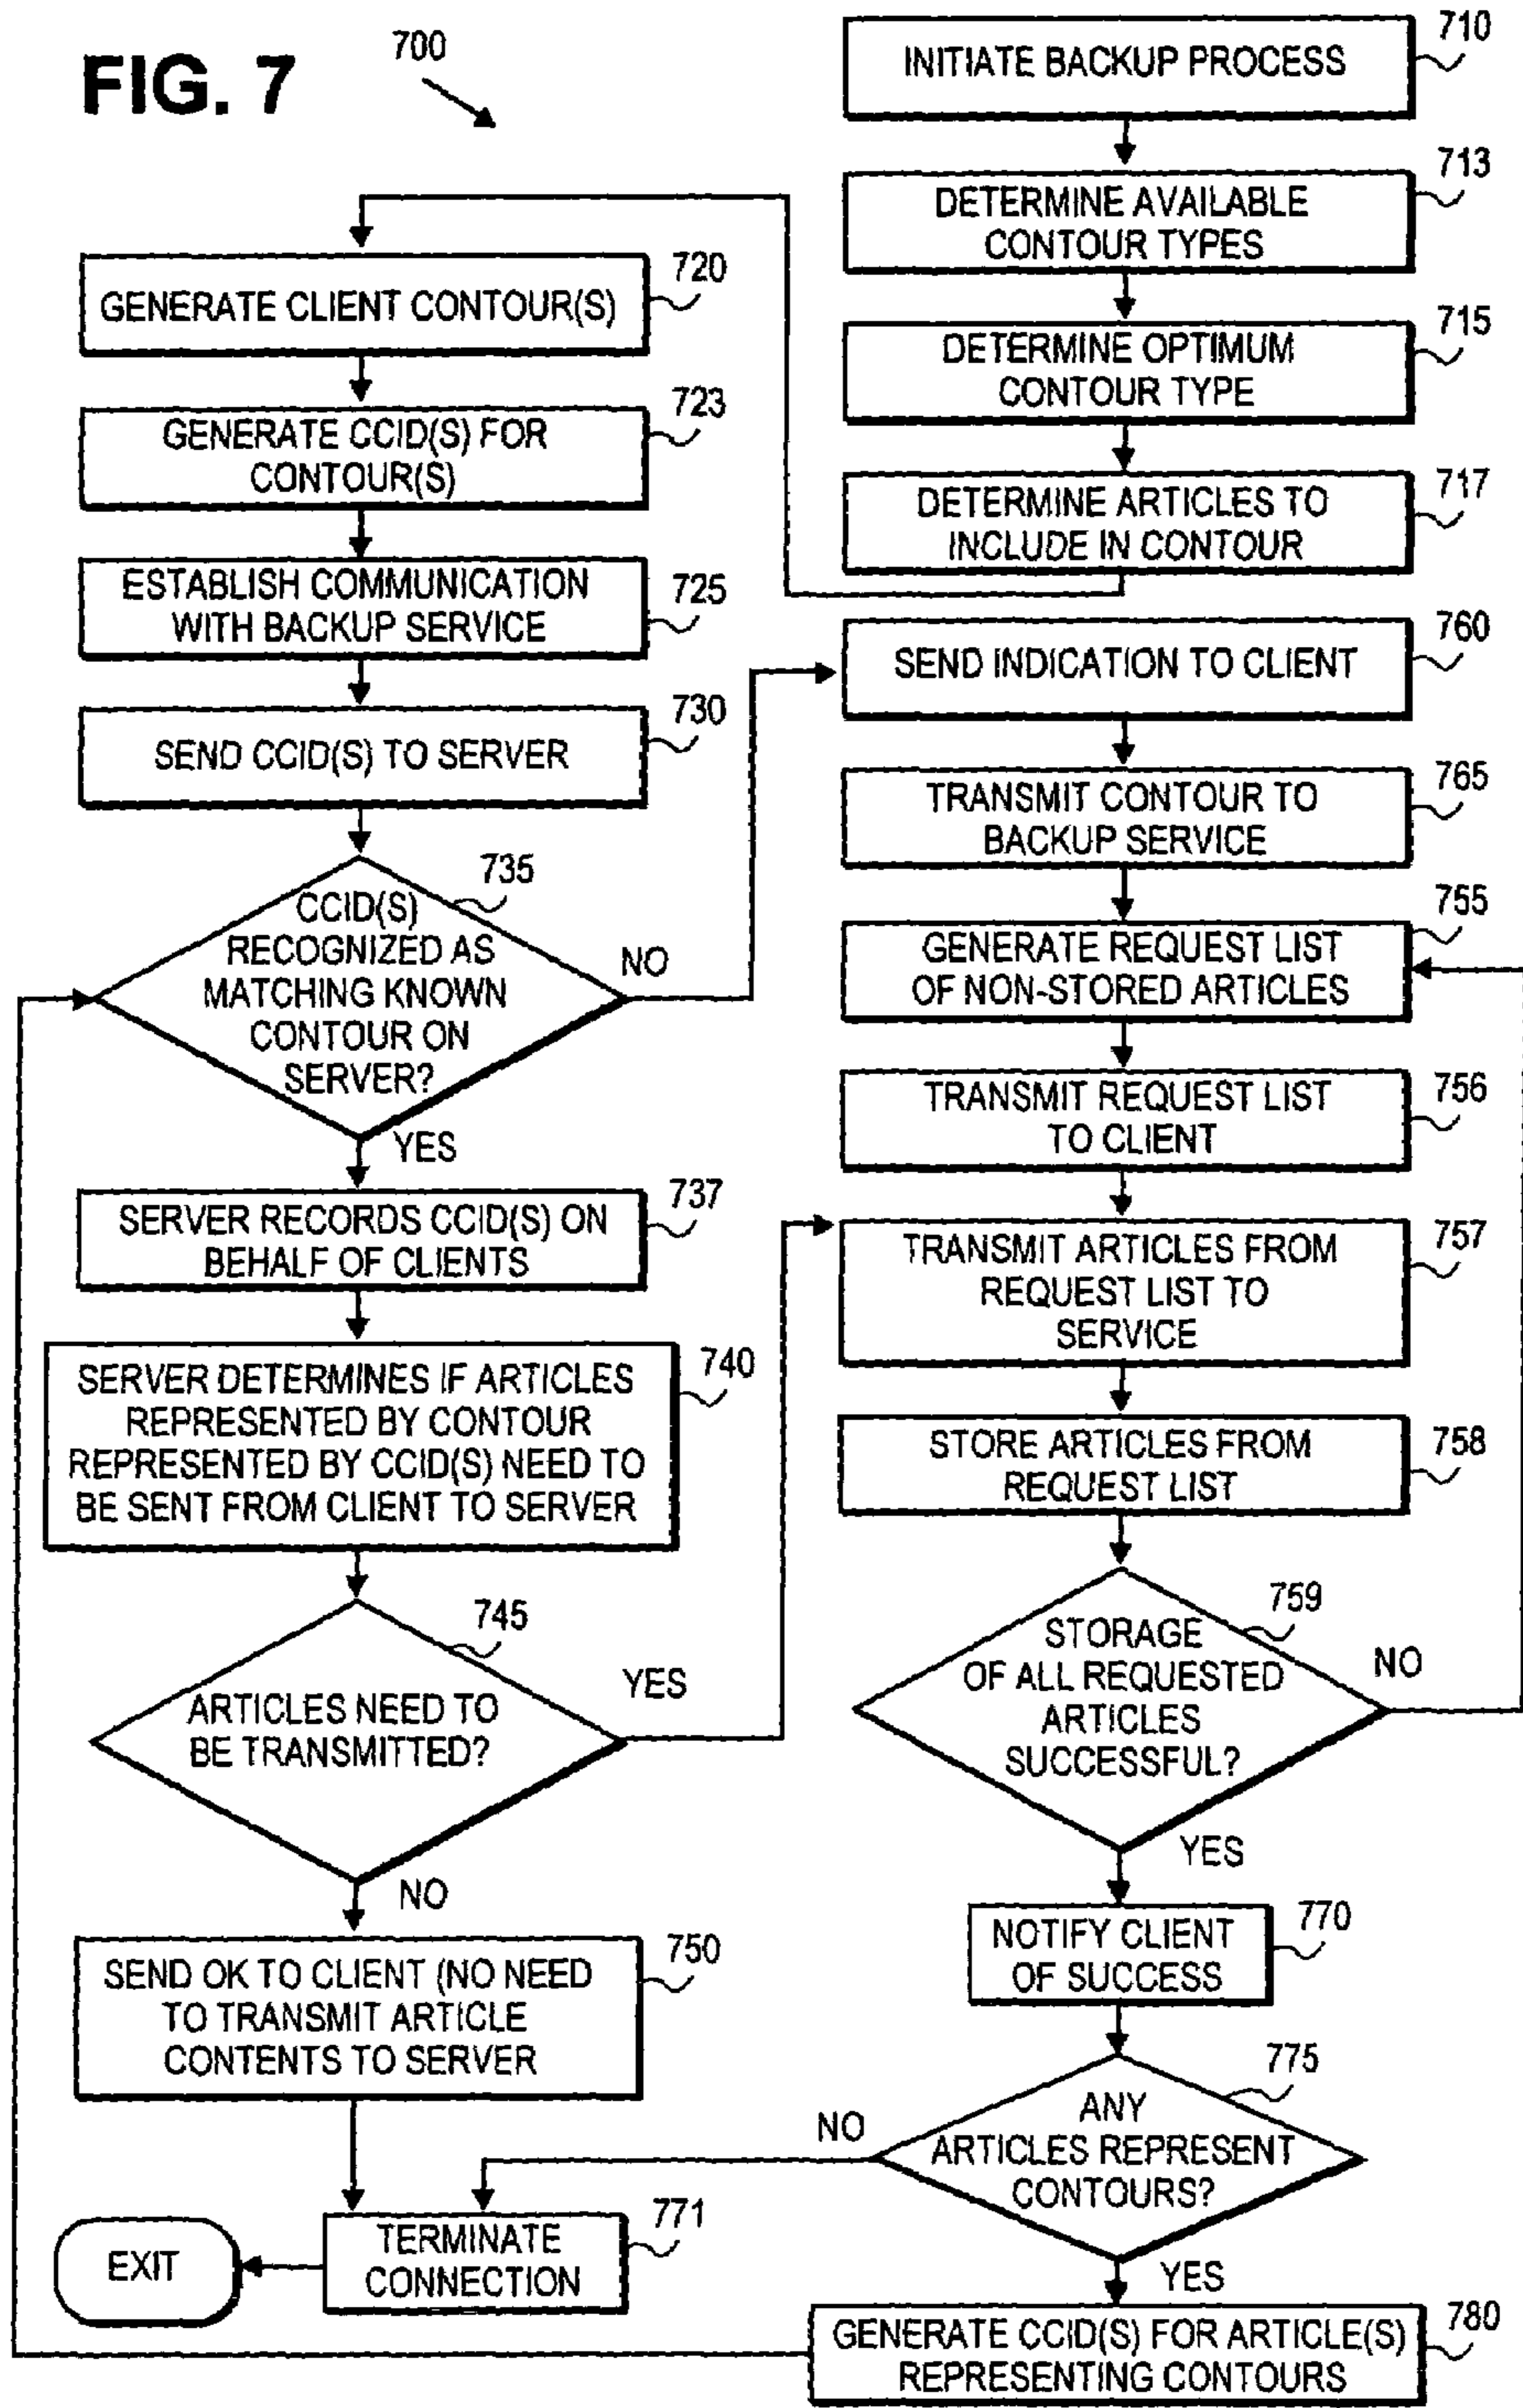 FIG. 7
700
INITIATE BACKUP PROCESS
710
DETERMINE AVAILABLE
CONTOUR TYPES
713
DETERMINE OPTIMUM
CONTOUR TYPE
715
DETERMINE ARTICLES TO
INCLUDE IN CONTOUR
717
GENERATE CLIENT CONTOUR(S)
720
GENERATE CCID(S) FOR
CONTOUR(S)
723
ESTABLISH COMMUNICATION
WITH BACKUP SERVICE
725
SEND CCID(S) TO SERVER
730
CCID(S)
RECOGNIZED AS
MATCHING KNOWN
CONTOUR ON
SERVER?
735
NO
YES
SERVER RECORDS CCID(S) ON
BEHALF OF CLIENTS
737
SERVER DETERMINES IF ARTICLES
REPRESENTED BY CONTOUR
REPRESENTED BY CCID(S) NEED TO
BE SENT FROM CLIENT TO SERVER
740
ARTICLES NEED TO
BE TRANSMITTED?
745
YES
NO
SEND OK TO CLIENT (NO NEED
TO TRANSMIT ARTICLE
CONTENTS TO SERVER
750
SEND INDICATION TO CLIENT
760
TRANSMIT CONTOUR TO
BACKUP SERVICE
765
GENERATE REQUEST LIST
OF NON-STORED ARTICLES
755
TRANSMIT REQUEST LIST
TO CLIENT
756
TRANSMIT ARTICLES FROM
REQUEST LIST TO
SERVICE
757
STORE ARTICLES FROM
REQUEST LIST
758
STORAGE
OF ALL REQUESTED
ARTICLES
SUCCESSFUL?
759
NO
YES
NOTIFY CLIENT
OF SUCCESS
770
ANY
ARTICLES REPRESENT
CONTOURS?
775
NO
YES
TERMINATE
CONNECTION
771
EXIT
GENERATE CCID(S) FOR ARTICLE(S)
REPRESENTING CONTOURS
780